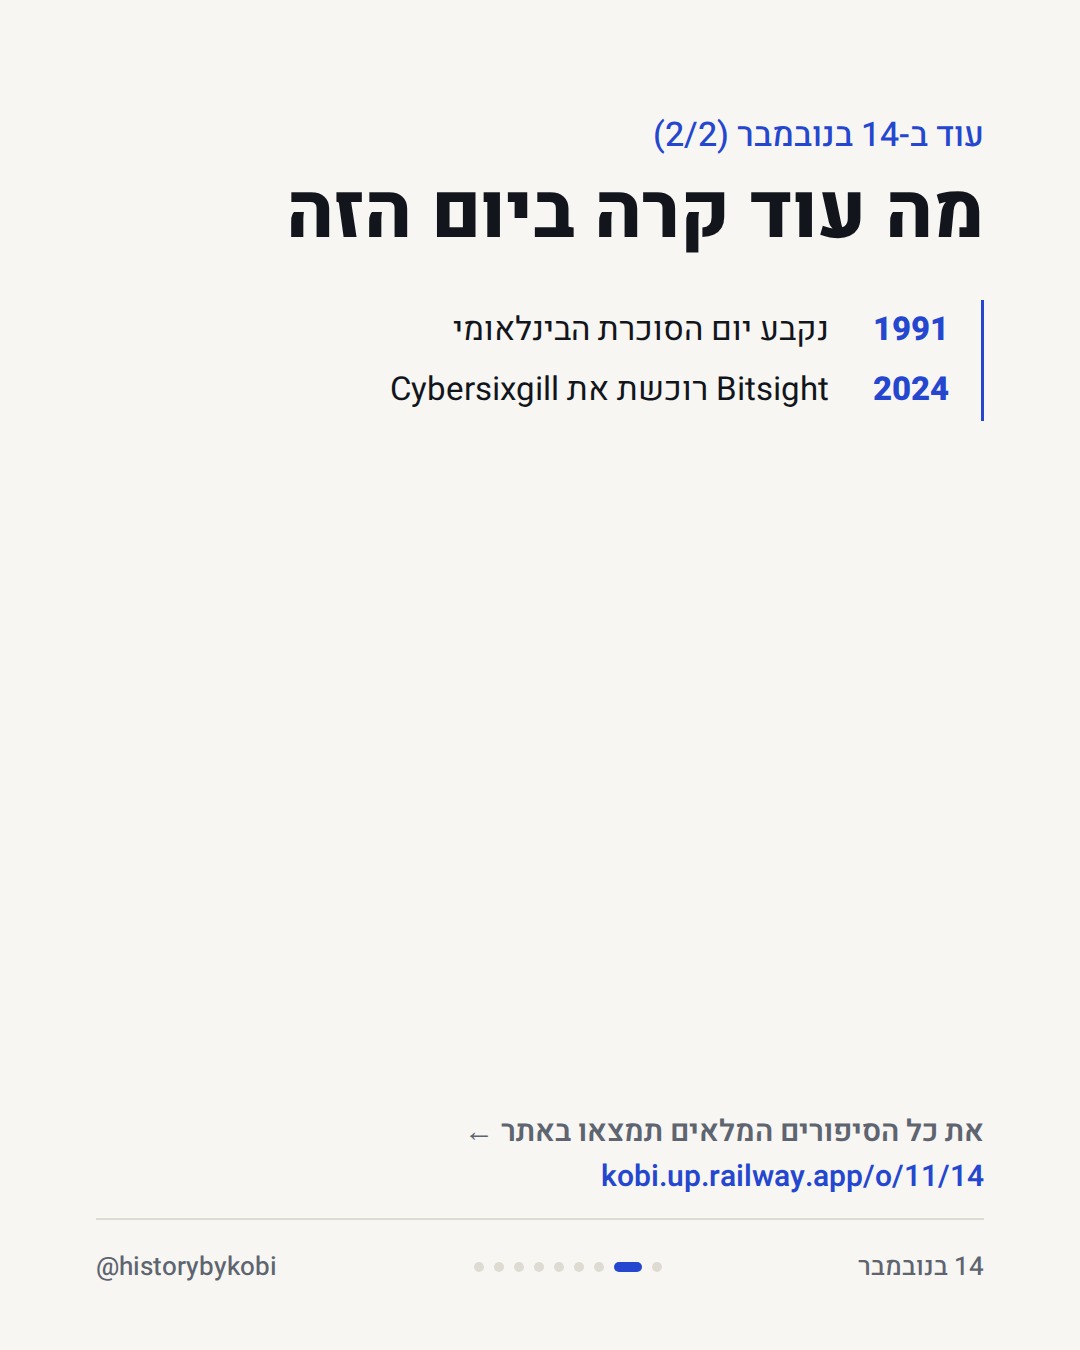 עוד ב-14 בנובמבר (2/2)
מה עוד קרה ביום הזה
1991 נקבע יום הסוכרת הבינלאומי
2024 Bitsight רוכשת את Cybersixgill
את כל הסיפורים המלאים תמצאו באתר ←
kobi.up.railway.app/o/11/14
14 בנובמבר
@historybykobi